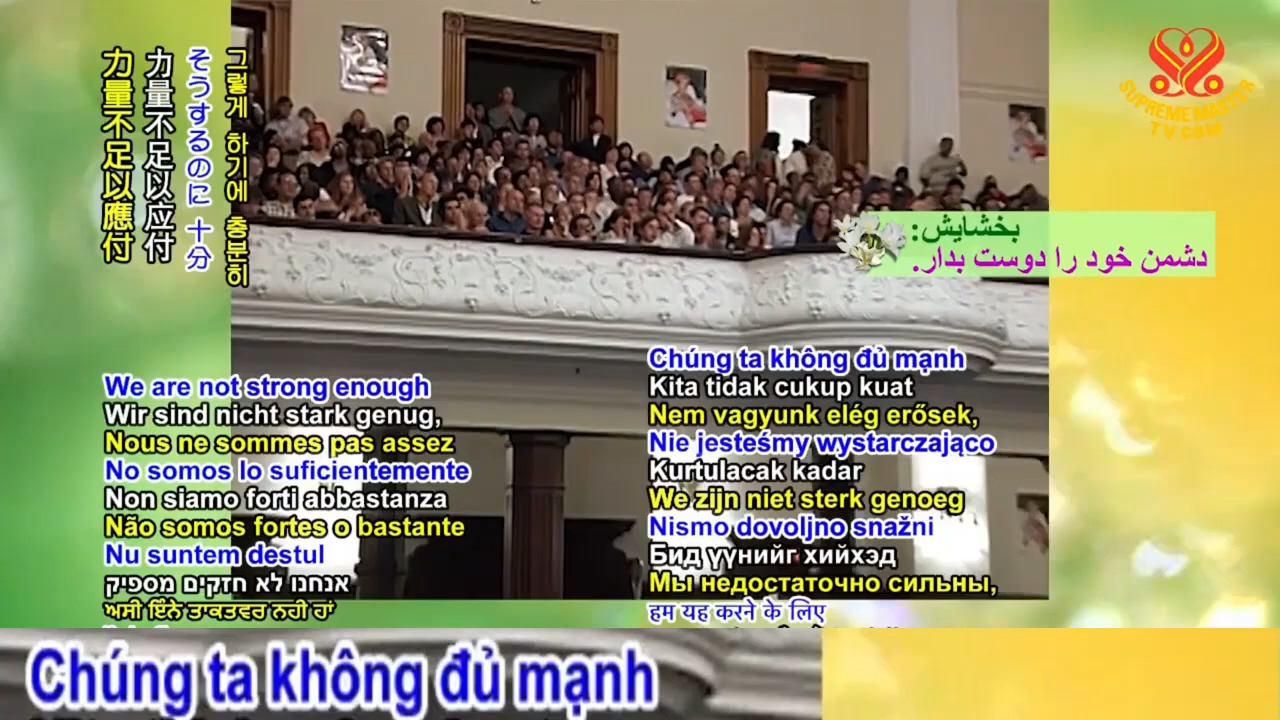 그렇게 하기에 충분히
そうするのに 十分
力量不足以应付
力量不足以應付
SUPREMEMASTER
TV.COM
بخشایش:
دشمن خود را دوست بدار.
We are not strong enough
Wir sind nicht stark genug,
Nous ne sommes pas assez
No somos lo suficientemente
Non siamo forti abbastanza
Não somos fortes o bastante
Nu suntem destul
אנחנו לא חזקים מספיק
ਅਸੀ ਇੰਨੇ ਤਾਕਤਵਰ ਨਹੀ ਹਾਂ
Chúng ta không đủ mạnh
Kita tidak cukup kuat
Nem vagyunk elég erősek,
Nie jesteśmy wystarczająco
Kurtulacak kadar
We zijn niet sterk genoeg
Nismo dovoljno snažni
Бид үүнийг хийхэд
Мы недостаточно сильны,
हम यह करने के लिए
Chúng ta không đủ mạnh